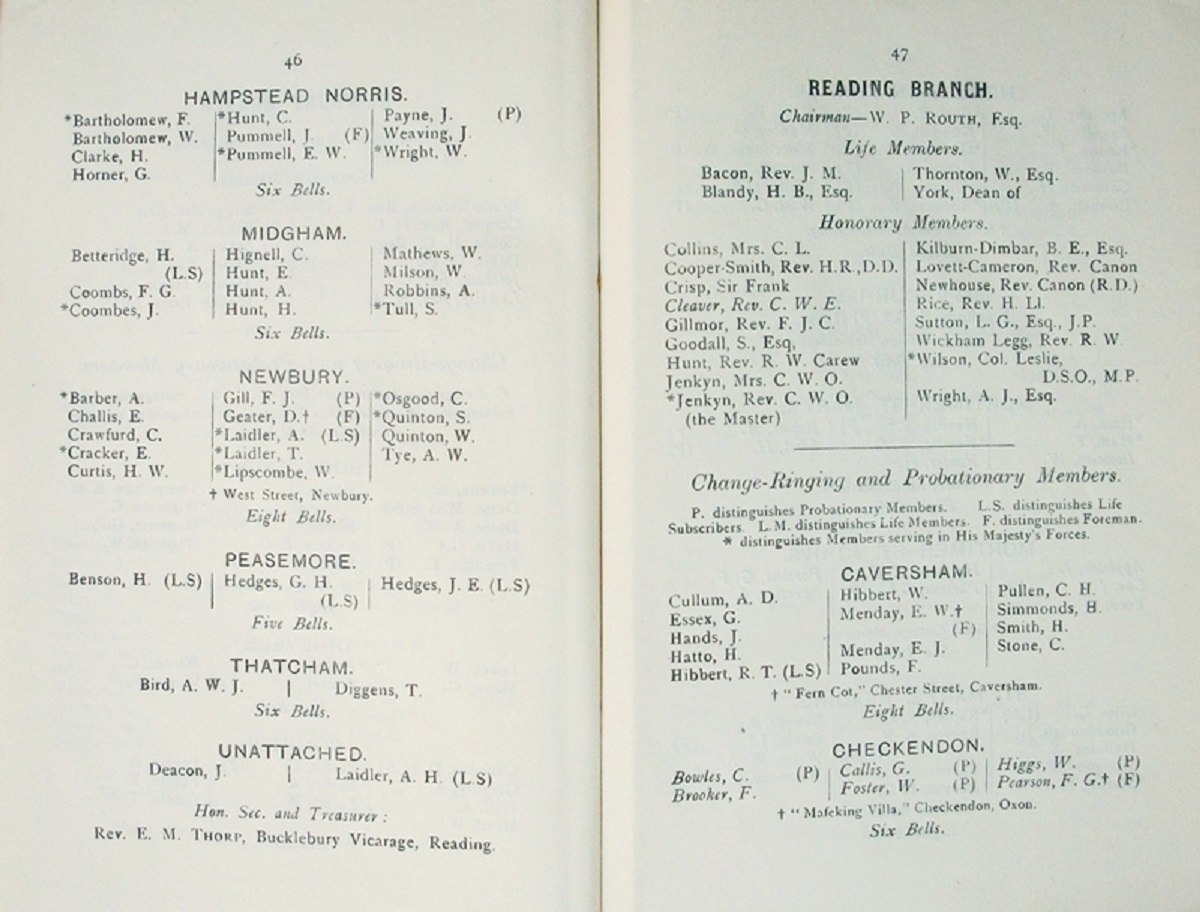 46
HAMPSTEAD NORRIS.
*Bartholomew, F. *Hunt, C. Payne, J. (P)
Bartholomew, W. Pummell, J. (F) Weaving, J.
Clarke, H. *Pummell, E. W. *Wright, W.
Horner, G.
Six Bells.
MIDGHAM.
Betteridge, H. Hignell, C. Mathews, W.
(L.S) Hunt, E. Milson, W.
Coombs, F. G. Hunt, A. Robbins, A.
*Coombes, J. Hunt, H. *Tull, S.
Six Bells.
NEWBURY.
*Barber, A. Gill, F. J. (P) *Osgood, C.
Challis, E. Geater, D.† (F) *Quinton, S.
Crawfurd, C. *Laidler, A. (L.S) Quinton, W.
*Cracker, E. *Laidler, T. Tye, A. W.
Curtis, H. W. *Lipscombe, W.
† West Street, Newbury.
Eight Bells.
PEASEMORE.
Benson, H. (L.S) Hedges, G. H. Hedges, J. E. (L.S)
(L.S)
Five Bells.
THATCHAM.
Bird, A. W. J. Diggens, T.
Six Bells.
UNATTACHED.
Deacon, J. Laidler, A. H. (L.S)
Hon. Sec. and Treasurer :
Rev. E. M. THORP, Bucklebury Vicarage, Reading.
47
READING BRANCH.
Chairman—W. P. ROUTH, Esq.
Life Members.
Bacon, Rev. J. M. Thornton, W., Esq.
Blandy, H. B., Esq. York, Dean of
Honorary Members.
Collins, Mrs. C. L. Kilburn-Dimbar, B. E., Esq.
Cooper-Smith, Rev. H.R., D.D. Lovett-Cameron, Rev. Canon
Crisp, Sir Frank Newhouse, Rev. Canon (R.D.)
Cleaver, Rev. C. W. E. Rice, Rev. H. Ll.
Gillmor, Rev. F. J. C. Sutton, L. G., Esq., J.P.
Goodall, S., Esq, Wickham Legg, Rev. R. W.
Hunt, Rev. R. W. Carew *Wilson, Col. Leslie,
Jenkyn, Mrs. C. W. O. D.S.O., M.P.
*Jenkyn, Rev. C. W. O. Wright, A. J., Esq.
(the Master)
Change-Ringing and Probationary Members.
P. distinguishes Probationary Members. L.S. distinguishes Life
Subscribers. L.M. distinguishes Life Members. F. distinguishes Foreman.
* distinguishes Members serving in His Majesty's Forces.
CAVERSHAM.
Cullum, A. D. Hibbert, W. Pullen, C. H.
Essex, G. Menday, E. W.† Simmonds, H.
Hands, J. (F) Smith, H.
Hatto, H. Menday, E. J. Stone, C.
Hibbert, R. T. (L.S) Pounds, F.
† "Fern Cot," Chester Street, Caversham.
Eight Bells.
CHECKENDON.
Bowles, C. (P) Callis, G. (P) Higgs, W. (P)
Brooker, F. Foster, W. (P) Pearson, F. G.† (F)
† "Mafeking Villa," Checkendon, Oxon.
Six Bells.